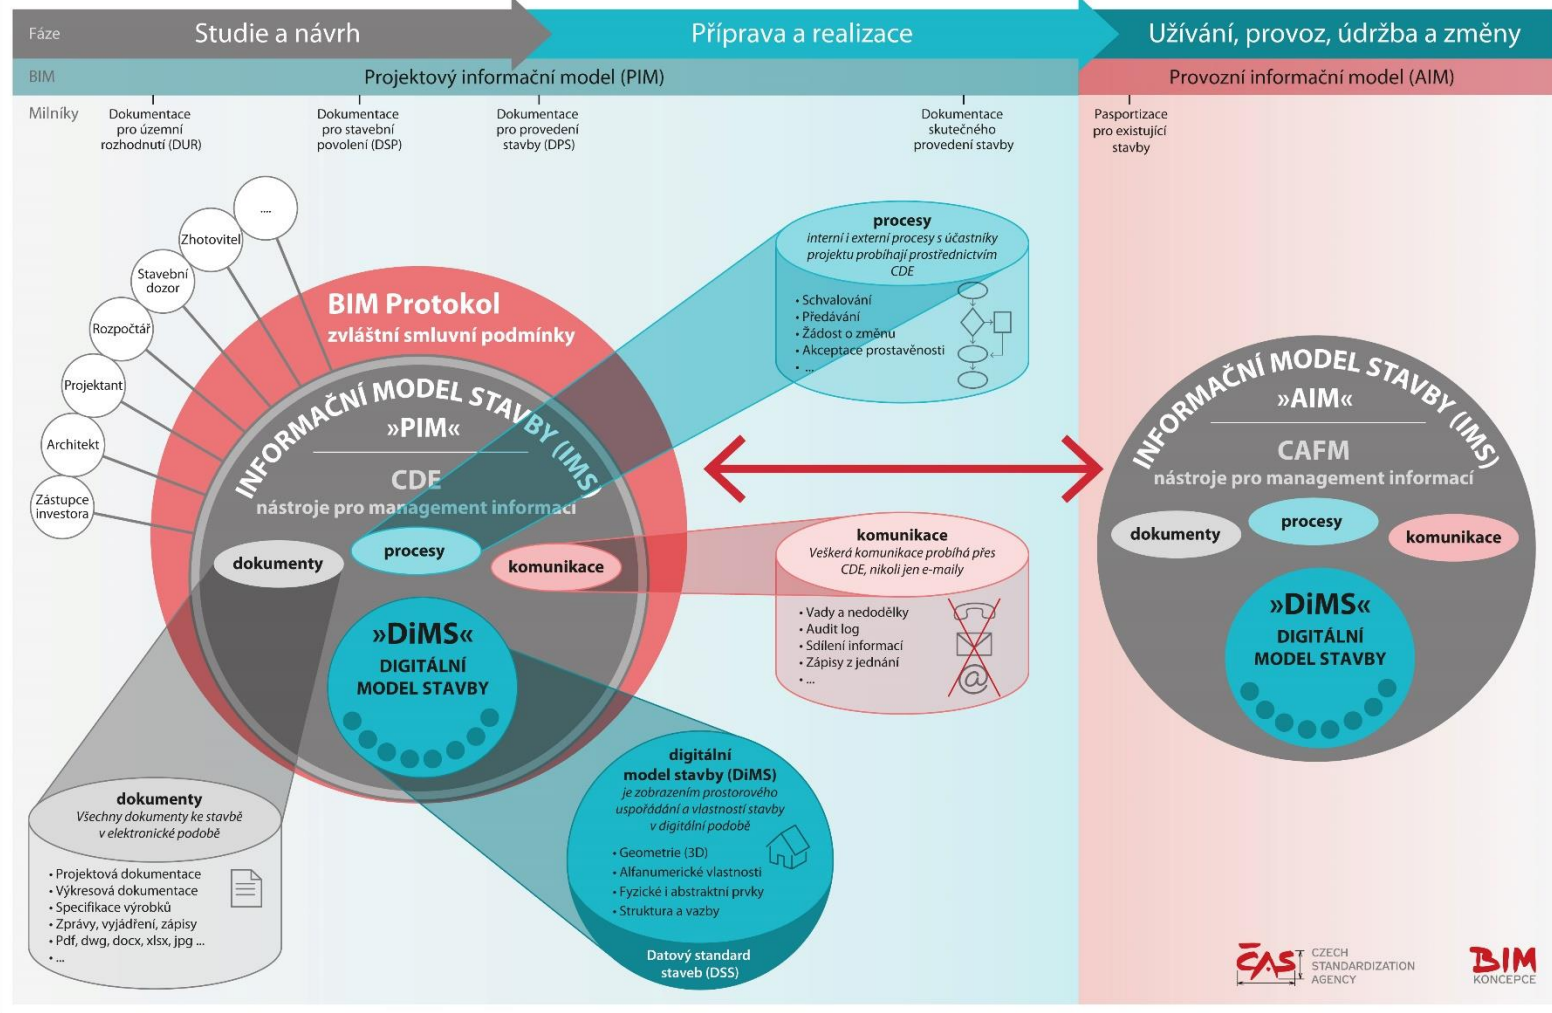 Fáze
Studie a návrh
Příprava a realizace
Užívání, provoz, údržba a změny
BIM
Projektový informační model (PIM)
Provozní informační model (AIM)
Milníky
Dokumentace
pro územní
rozhodnutí (DUR)
Dokumentace
pro stavební
povolení (DSP)
Dokumentace
pro provedení
stavby (DPS)
Dokumentace
skutečného
provedení stavby
Pasportizace
pro existující
stavby
....
Zhotovitel
Stavební
dozor
Rozpočtář
Projektant
Architekt
Zástupce
investora
BIM Protokol
zvláštní smluvní podmínky
INFORMAČNÍ MODEL STAVBY (IMS)
»PIM«
CDE
nástroje pro management informací
dokumenty
procesy
komunikace
»DiMS«
DIGITÁLNÍ
MODEL STAVBY
procesy
interní i externí procesy s účastníky
projektu probíhají prostřednictvím
CDE
• Schvalování
• Předávání
• Žádost o změnu
• Akceptace prostavěnosti
• ...
komunikace
Veškerá komunikace probíhá přes
CDE, nikoli jen e-maily
• Vady a nedodělky
• Audit log
• Sdílení informací
• Zápisy z jednání
• ...
@
dokumenty
Všechny dokumenty ke stavbě
v elektronické podobě
• Projektová dokumentace
• Výkresová dokumentace
• Specifikace výrobků
• Zprávy, vyjádření, zápisy
• Pdf, dwg, docx, xlsx, jpg ...
• ...
digitální
model stavby (DiMS)
je zobrazením prostorového
uspořádání a vlastností stavby
v digitální podobě
• Geometrie (3D)
• Alfanumerické vlastnosti
• Fyzické i abstraktní prvky
• Struktura a vazby
Datový standard
staveb (DSS)
INFORMAČNÍ MODEL STAVBY (IMS)
»AIM«
CAFM
nástroje pro management informací
dokumenty
procesy
komunikace
»DiMS«
DIGITÁLNÍ
MODEL STAVBY
ČAS
CZECH
STANDARDIZATION
AGENCY
BIM
KONCEPCE